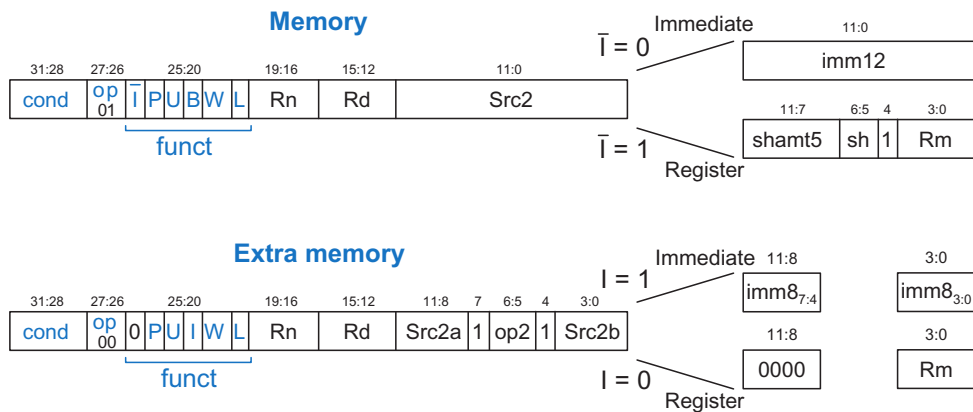 Memory
Immediate
11:0
I̅ = 0
imm12
31:28 27:26 25:20 19:16 15:12 11:0
cond op 01 I̅ P U B W L Rn Rd Src2
11:7 6:5 4 3:0
funct
I̅ = 1
shamt5 sh 1 Rm
Register
Extra memory
Immediate
11:8 3:0
I = 1
imm8 7:4 imm8 3:0
31:28 27:26 25:20 19:16 15:12 11:8 7 6:5 4 3:0
cond op 00 0 P U I W L Rn Rd Src2a 1 op2 1 Src2b
11:8 3:0
funct
I = 0
0000 Rm
Register